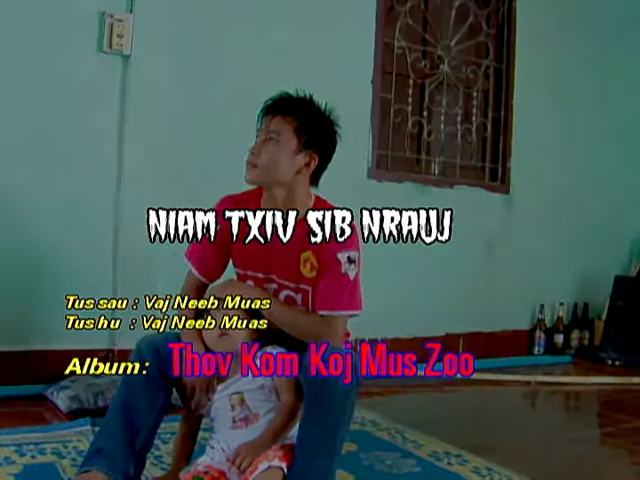 NIAM TXIV SIB NRAUJ
Tus sau : Vaj Neeb Muas
Tus hu : Vaj Neeb Muas
Album: Thov Kom Koj Mus Zoo